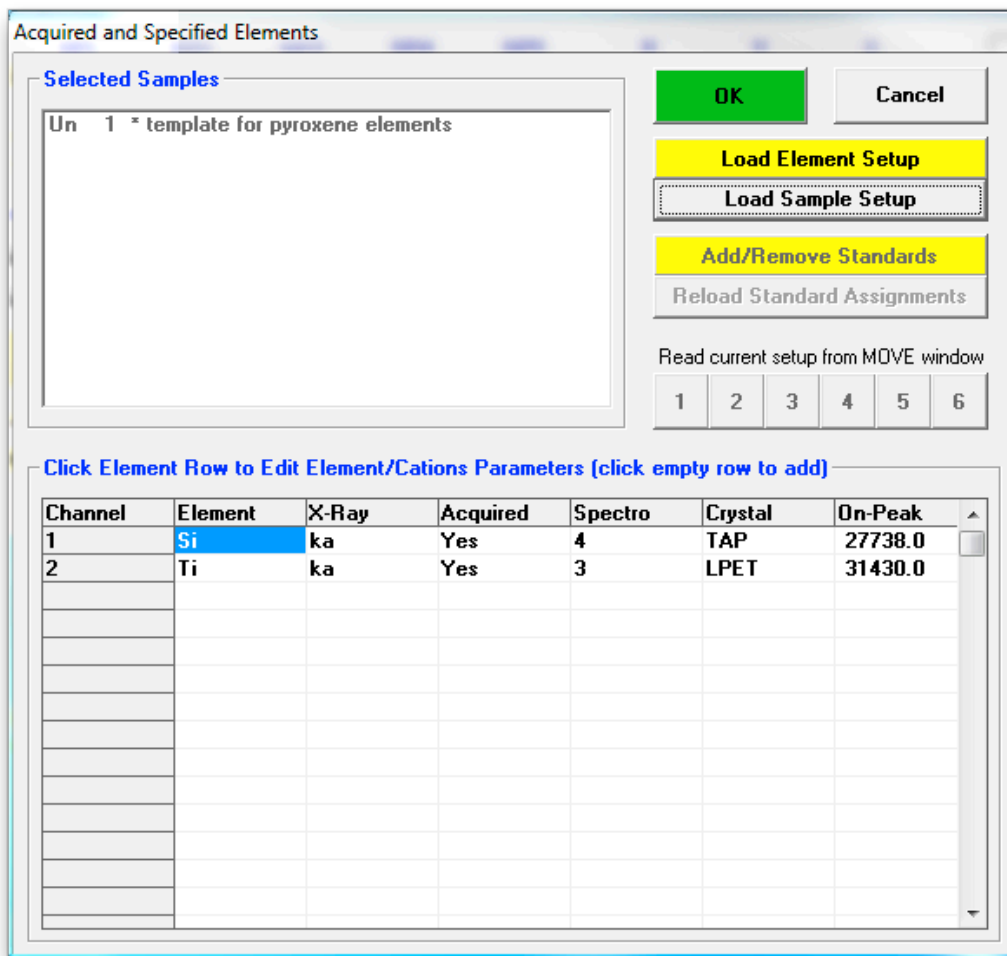 Acquired and Specified Elements
Selected Samples
Un 1 * template for pyroxene elements
OK Cancel
Load Element Setup
Load Sample Setup
Add/Remove Standards
Reload Standard Assignments
Read current setup from MOVE window
1 2 3 4 5 6
Click Element Row to Edit Element/Cations Parameters (click empty row to add)
Channel Element X-Ray Acquired Spectro Crystal On-Peak
1 Si ka Yes 4 TAP 27738.0
2 Ti ka Yes 3 LPET 31430.0